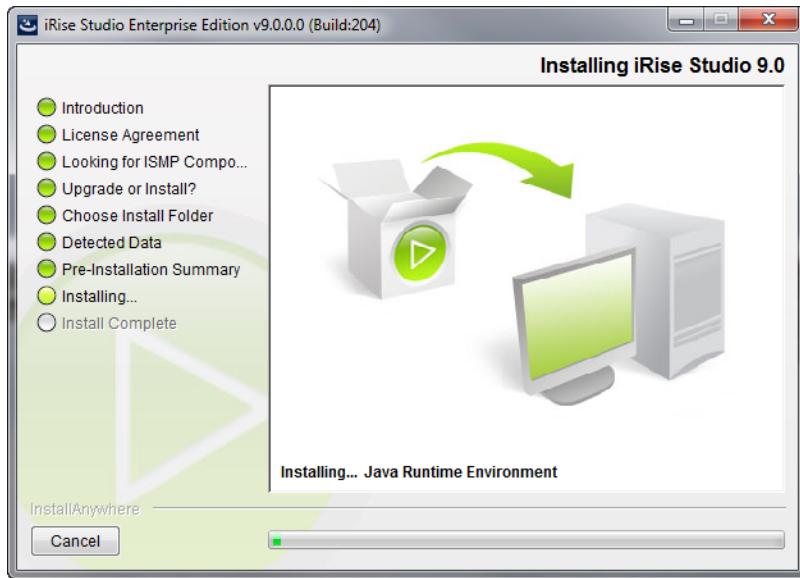 iRise Studio Enterprise Edition v9.0.0.0 (Build:204)
Installing iRise Studio 9.0
Introduction
License Agreement
Looking for ISMP Compo...
Upgrade or Install?
Choose Install Folder
Detected Data
Pre-Installation Summary
Installing...
Install Complete
Installing... Java Runtime Environment
InstallAnywhere
Cancel